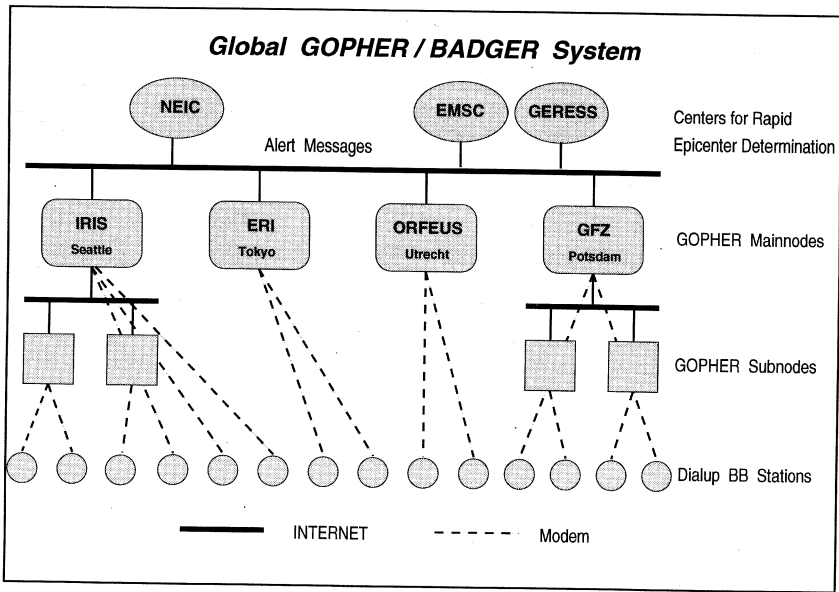 Global GOPHER / BADGER System
NEIC
EMSC
GERESS
Centers for Rapid
Epicenter Determination
Alert Messages
IRIS
Seattle
ERI
Tokyo
ORFEUS
Utrecht
GFZ
Potsdam
GOPHER Mainnodes
GOPHER Subnodes
Dialup BB Stations
INTERNET
Modem